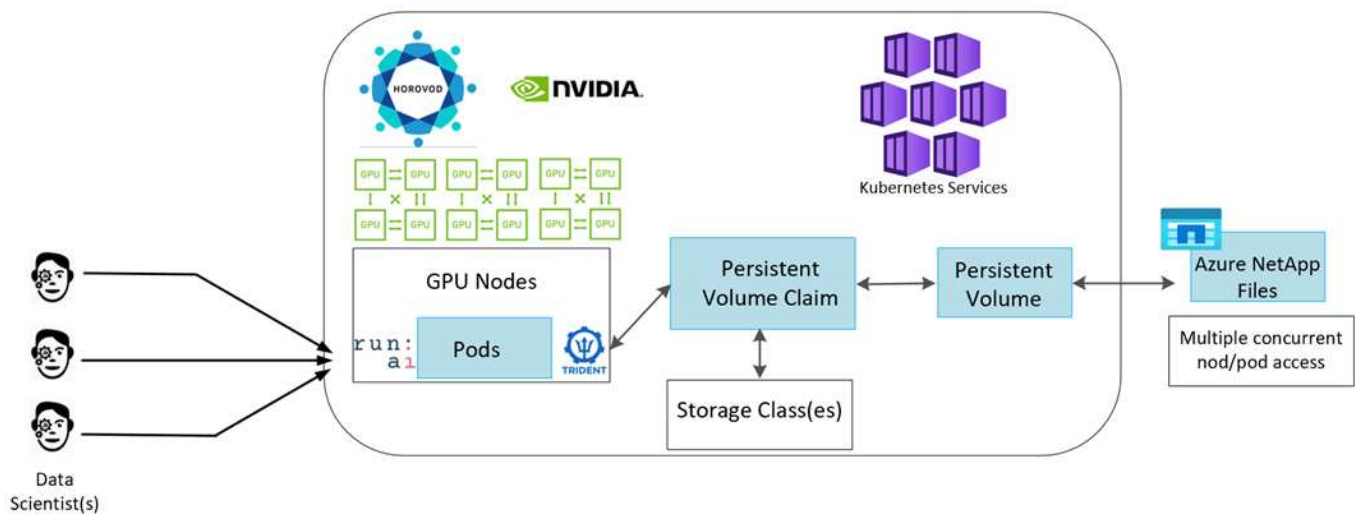 HOROVOD
NVIDIA.
Kubernetes Services
GPU GPU GPU GPU GPU GPU
GPU GPU GPU GPU GPU GPU
GPU Nodes
run:
ai
Pods
TRIDENT
Persistent
Volume Claim
Storage Class(es)
Persistent
Volume
Azure NetApp
Files
Multiple concurrent
nod/pod access
Data
Scientist(s)